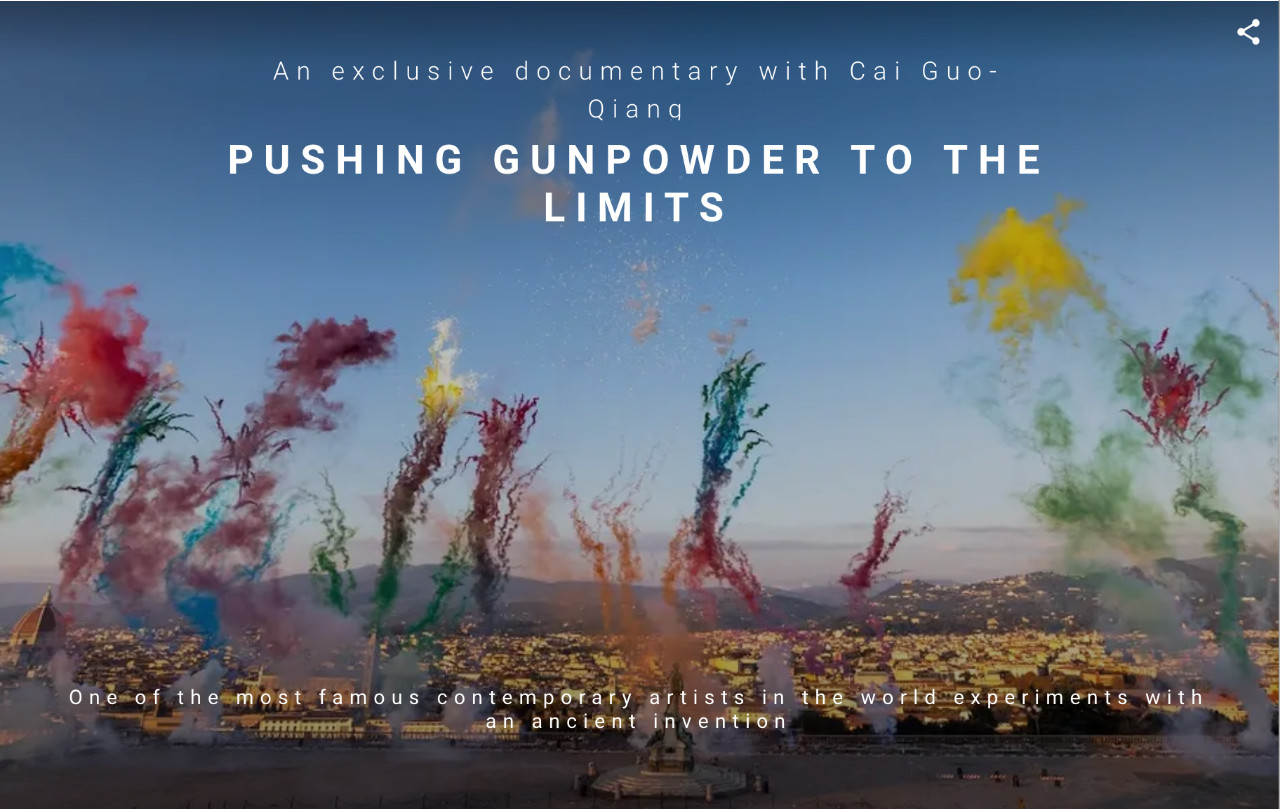 An exclusive documentary with Cai Guo-
Qiang
PUSHING GUNPOWDER TO THE
LIMITS
One of the most famous contemporary artists in the world experiments with
an ancient invention